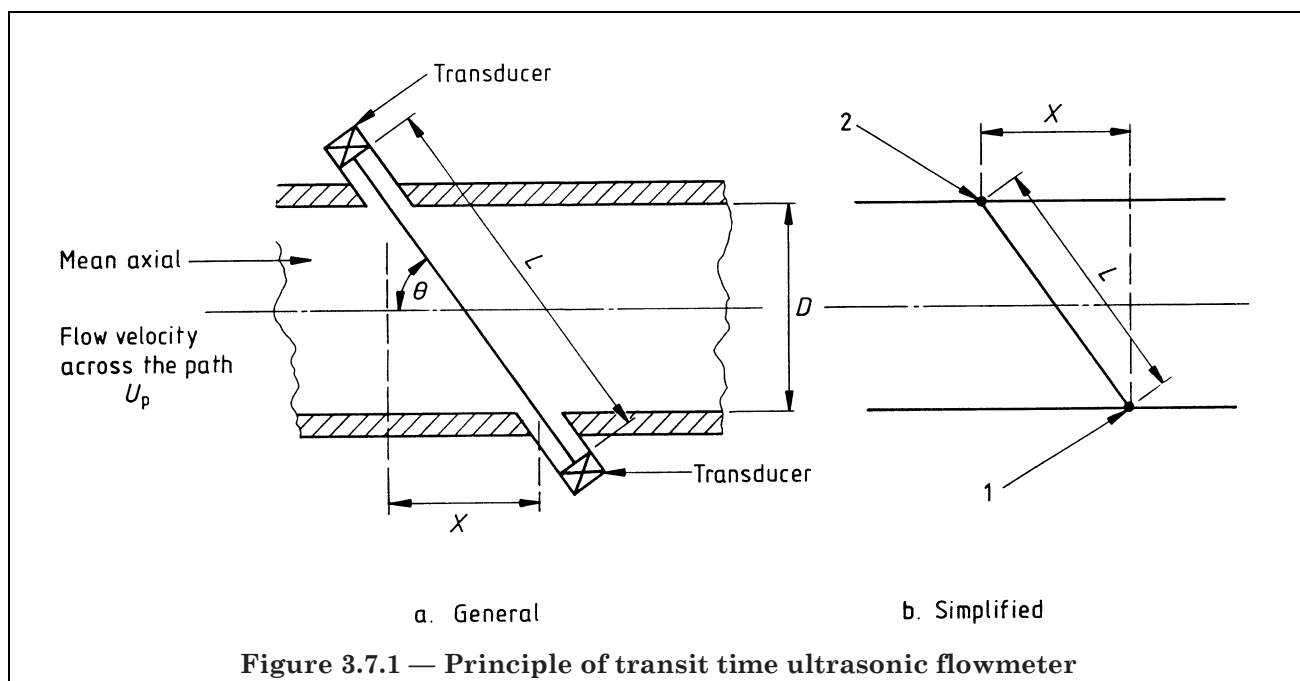 Transducer
2
X
L
Mean axial
θ
D
L
Flow velocity
across the path
Up
Transducer
1
X
a. General
b. Simplified
Figure 3.7.1 — Principle of transit time ultrasonic flowmeter